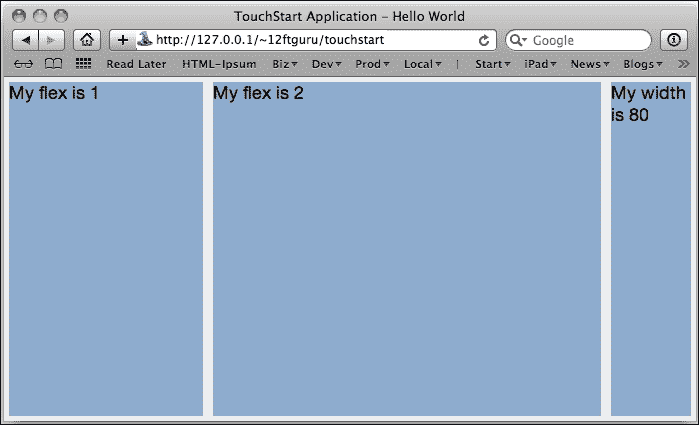 TouchStart Application – Hello World
http://127.0.0.1/~12ftguru/touchstart
Google
Read Later HTML-Ipsum Biz Dev Prod Local Start iPad News Blogs
My flex is 1
My flex is 2
My width
is 80